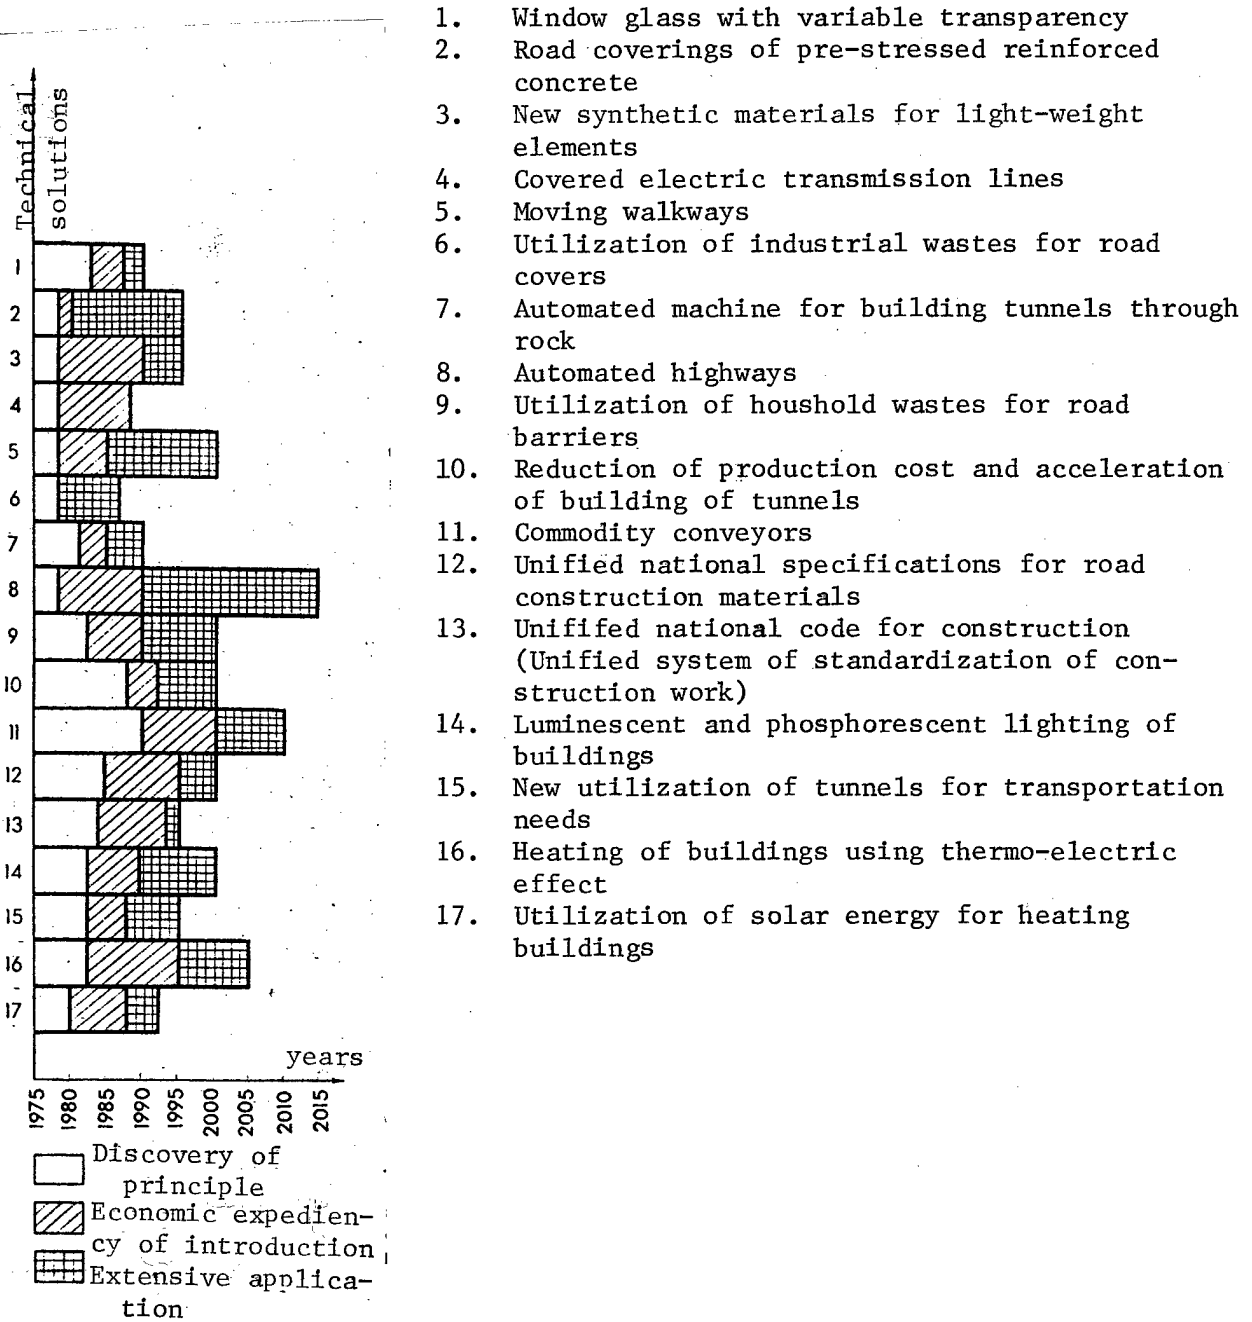 Technical
solutions
1
2
3
4
5
6
7
8
9
10
11
12
13
14
15
16
17
years
1975
1980
1985
1990
1995
2000
2005
2010
2015
Discovery of
principle
Economic expedien-
cy of introduction
Extensive applica-
tion
1. Window glass with variable transparency
2. Road coverings of pre-stressed reinforced
concrete
3. New synthetic materials for light-weight
elements
4. Covered electric transmission lines
5. Moving walkways
6. Utilization of industrial wastes for road
covers
7. Automated machine for building tunnels through
rock
8. Automated highways
9. Utilization of houshold wastes for road
barriers
10. Reduction of production cost and acceleration
of building of tunnels
11. Commodity conveyors
12. Unified national specifications for road
construction materials
13. Unififed national code for construction
(Unified system of standardization of con-
struction work)
14. Luminescent and phosphorescent lighting of
buildings
15. New utilization of tunnels for transportation
needs
16. Heating of buildings using thermo-electric
effect
17. Utilization of solar energy for heating
buildings